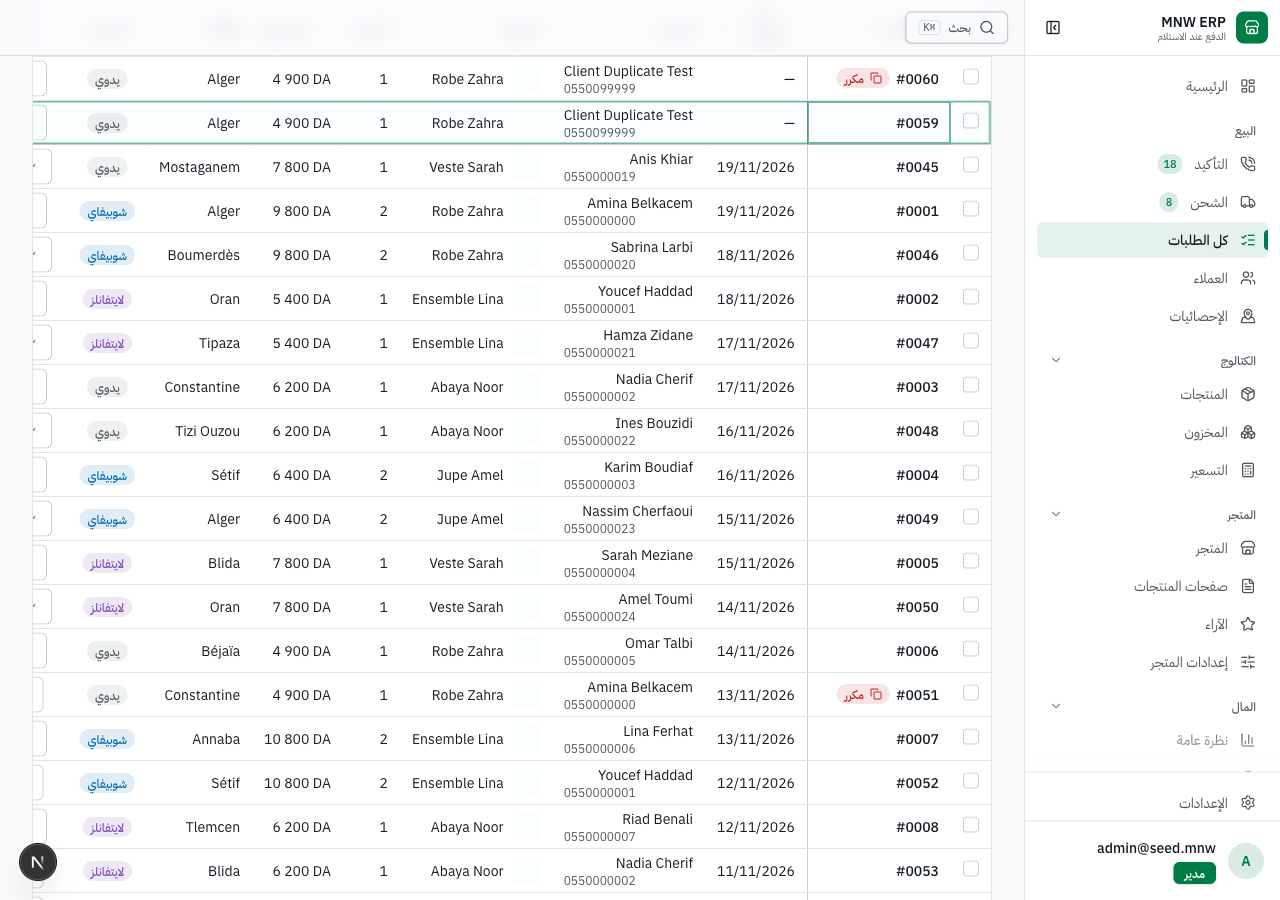 MNW ERP
الدفع عند الاستلام
بحث
K⌘
الرئيسية
البيع
التأكيد 18
الشحن 8
كل الطلبات
العملاء
الإحصائيات
الكتالوج
المنتجات
المخزون
التسعير
المتجر
المتجر
صفحات المنتجات
الآراء
إعدادات المتجر
المال
نظرة عامة
الإعدادات
A
admin@seed.mnw
مدير
#0060 مكرر — Client Duplicate Test 0550099999 Robe Zahra 1 4 900 DA Alger يدوي
#0059 — Client Duplicate Test 0550099999 Robe Zahra 1 4 900 DA Alger يدوي
#0045 19/11/2026 Anis Khiar 0550000019 Veste Sarah 1 7 800 DA Mostaganem يدوي
#0001 19/11/2026 Amina Belkacem 0550000000 Robe Zahra 2 9 800 DA Alger شوبيفاي
#0046 18/11/2026 Sabrina Larbi 0550000020 Robe Zahra 2 9 800 DA Boumerdès شوبيفاي
#0002 18/11/2026 Youcef Haddad 0550000001 Ensemble Lina 1 5 400 DA Oran لايتفانلز
#0047 17/11/2026 Hamza Zidane 0550000021 Ensemble Lina 1 5 400 DA Tipaza لايتفانلز
#0003 17/11/2026 Nadia Cherif 0550000002 Abaya Noor 1 6 200 DA Constantine يدوي
#0048 16/11/2026 Ines Bouzidi 0550000022 Abaya Noor 1 6 200 DA Tizi Ouzou يدوي
#0004 16/11/2026 Karim Boudiaf 0550000003 Jupe Amel 2 6 400 DA Sétif شوبيفاي
#0049 15/11/2026 Nassim Cherfaoui 0550000023 Jupe Amel 2 6 400 DA Alger شوبيفاي
#0005 15/11/2026 Sarah Meziane 0550000004 Veste Sarah 1 7 800 DA Blida لايتفانلز
#0050 14/11/2026 Amel Toumi 0550000024 Veste Sarah 1 7 800 DA Oran لايتفانلز
#0006 14/11/2026 Omar Talbi 0550000005 Robe Zahra 1 4 900 DA Béjaïa يدوي
#0051 مكرر 13/11/2026 Amina Belkacem 0550000000 Robe Zahra 1 4 900 DA Constantine يدوي
#0007 13/11/2026 Lina Ferhat 0550000006 Ensemble Lina 2 10 800 DA Annaba شوبيفاي
#0052 12/11/2026 Youcef Haddad 0550000001 Ensemble Lina 2 10 800 DA Sétif شوبيفاي
#0008 12/11/2026 Riad Benali 0550000007 Abaya Noor 1 6 200 DA Tlemcen لايتفانلز
#0053 11/11/2026 Nadia Cherif 0550000002 Abaya Noor 1 6 200 DA Blida لايتفانلز
N